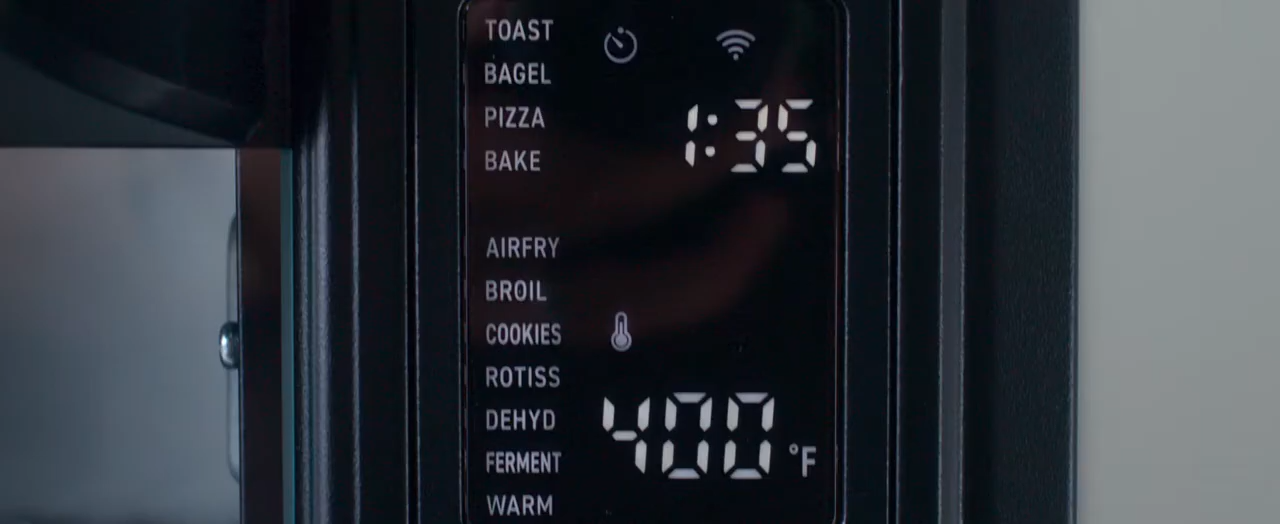 TOAST
BAGEL
PIZZA
1:35
BAKE
AIRFRY
BROIL
COOKIES
ROTISS
DEHYD
400 °F
FERMENT
WARM